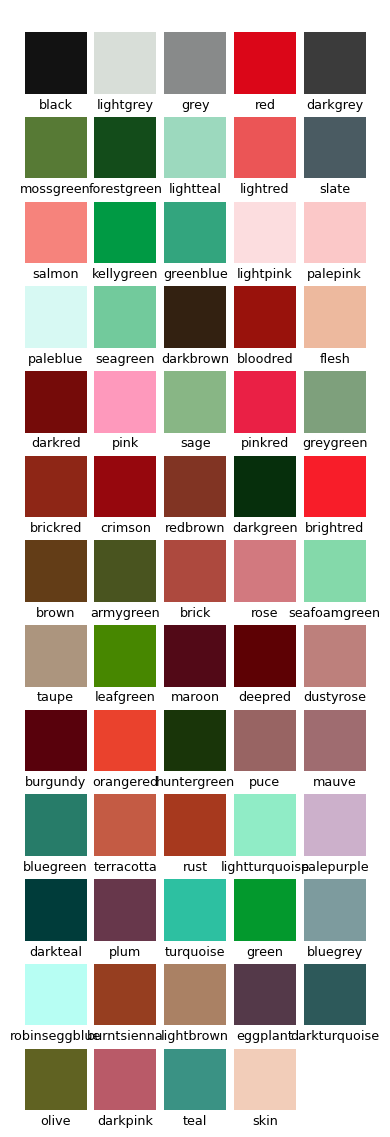 black lightgrey grey red darkgrey
mossgreen forestgreen lightteal lightred slate
salmon kellygreen greenblue lightpink palepink
paleblue seagreen darkbrown bloodred flesh
darkred pink sage pinkred greygreen
brickred crimson redbrown darkgreen brightred
brown armygreen brick rose seafoamgreen
taupe leafgreen maroon deepred dustyrose
burgundy orangered huntergreen puce mauve
bluegreen terracotta rust lightturquoise palepurple
darkteal plum turquoise green bluegrey
robinseggblue burntsienna lightbrown eggplant darkturquoise
olive darkpink teal skin